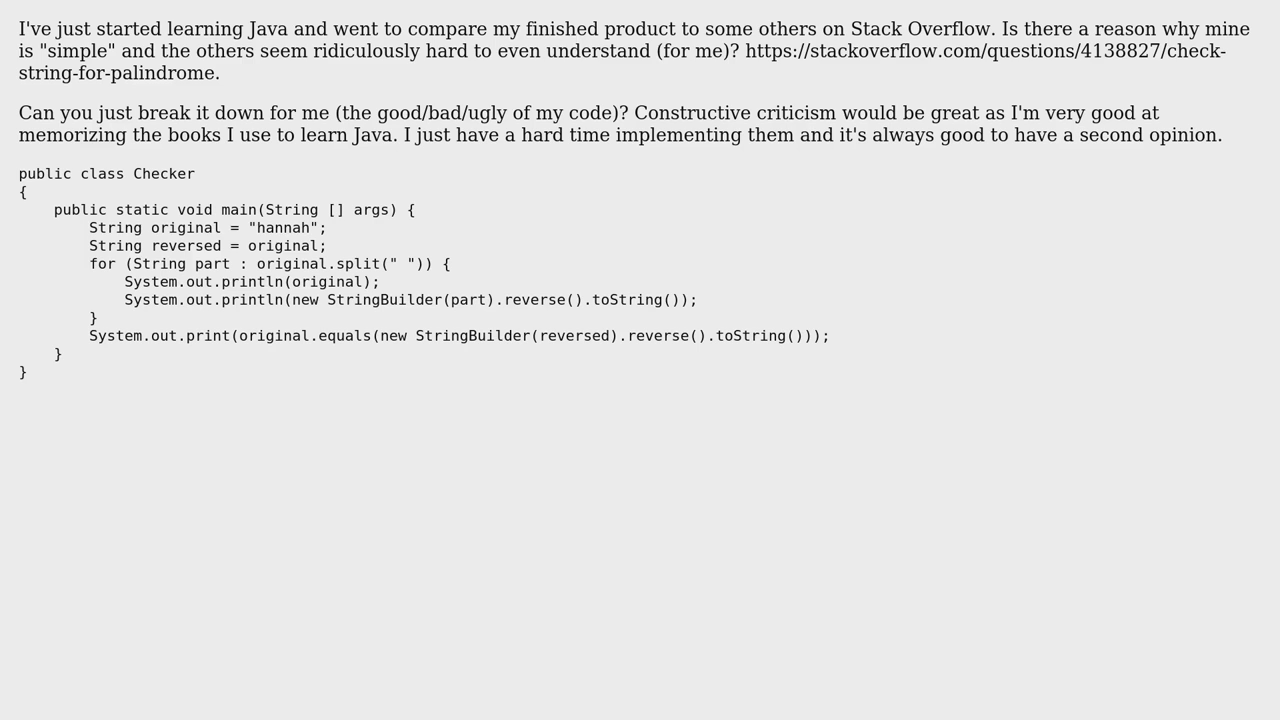 I've just started learning Java and went to compare my finished product to some others on Stack Overflow. Is there a reason why mine
is "simple" and the others seem ridiculously hard to even understand (for me)? https://stackoverflow.com/questions/4138827/check-
string-for-palindrome.
Can you just break it down for me (the good/bad/ugly of my code)? Constructive criticism would be great as I'm very good at
memorizing the books I use to learn Java. I just have a hard time implementing them and it's always good to have a second opinion.
public class Checker
{
    public static void main(String [] args) {
        String original = "hannah";
        String reversed = original;
        for (String part : original.split(" ")) {
            System.out.println(original);
            System.out.println(new StringBuilder(part).reverse().toString());
        }
        System.out.print(original.equals(new StringBuilder(reversed).reverse().toString()));
    }
}